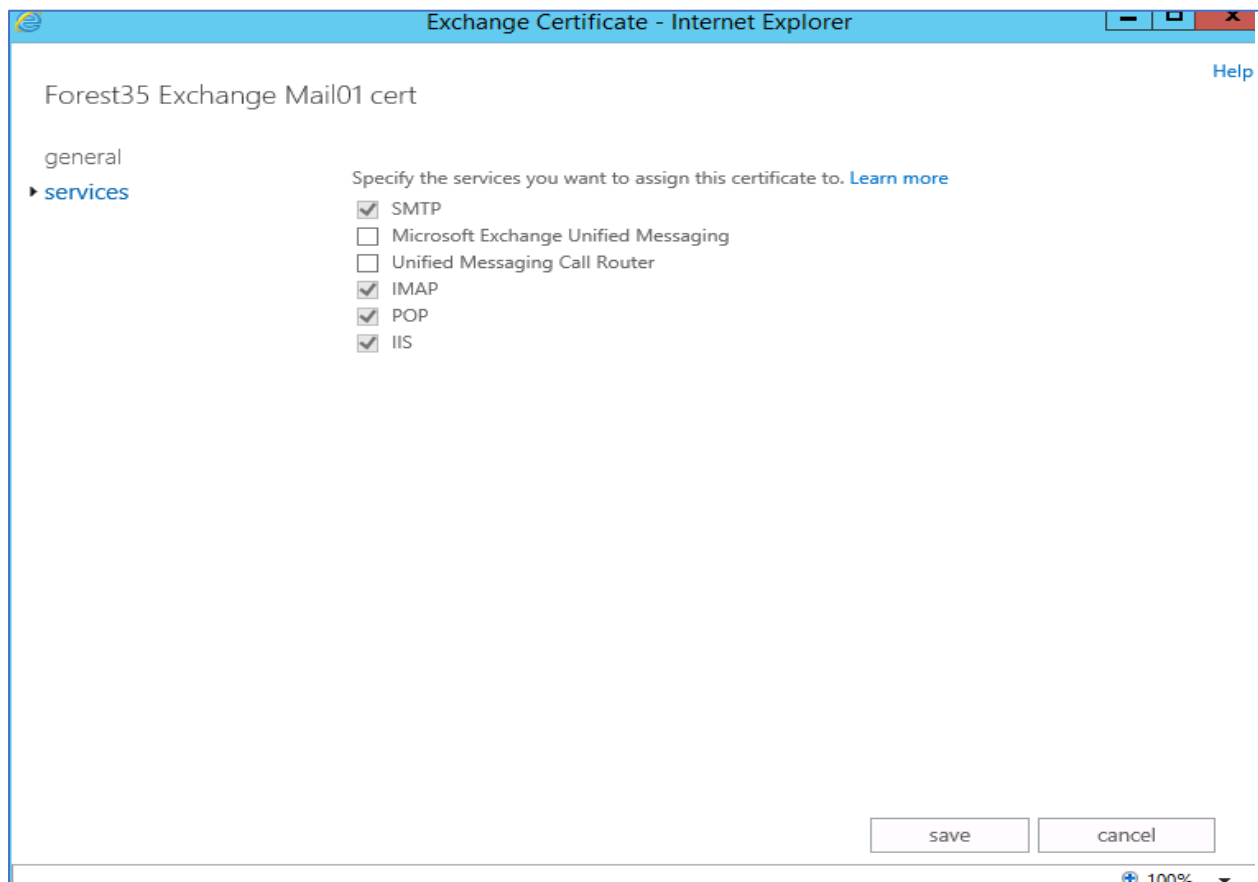 Exchange Certificate - Internet Explorer
Help
Forest35 Exchange Mail01 cert
general
services
Specify the services you want to assign this certificate to. Learn more
SMTP
Microsoft Exchange Unified Messaging
Unified Messaging Call Router
IMAP
POP
IIS
save
cancel
100%